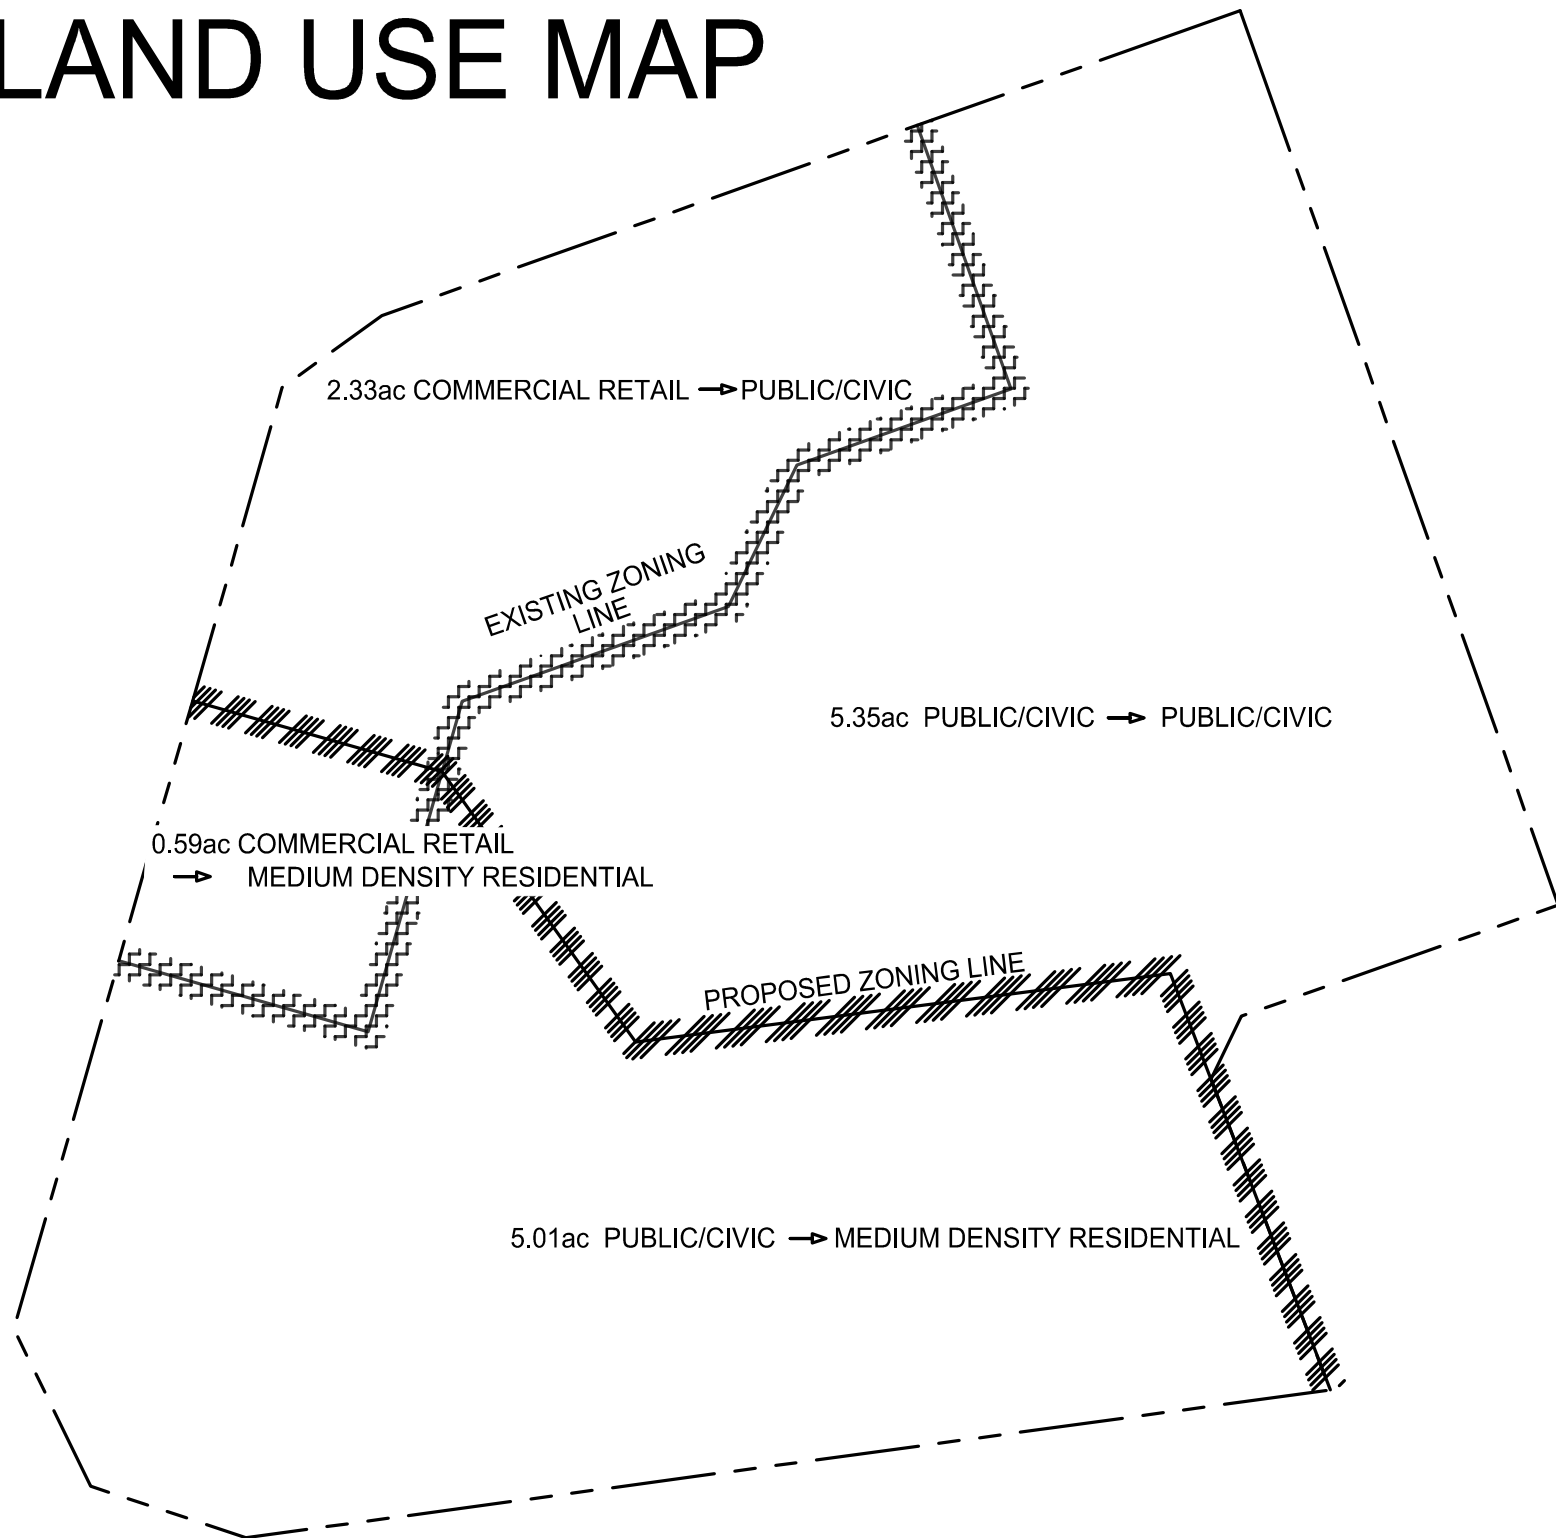 LAND USE MAP
2.33ac COMMERCIAL RETAIL → PUBLIC/CIVIC
EXISTING ZONING
LINE
5.35ac PUBLIC/CIVIC → PUBLIC/CIVIC
0.59ac COMMERCIAL RETAIL
→ MEDIUM DENSITY RESIDENTIAL
PROPOSED ZONING LINE
5.01ac PUBLIC/CIVIC → MEDIUM DENSITY RESIDENTIAL